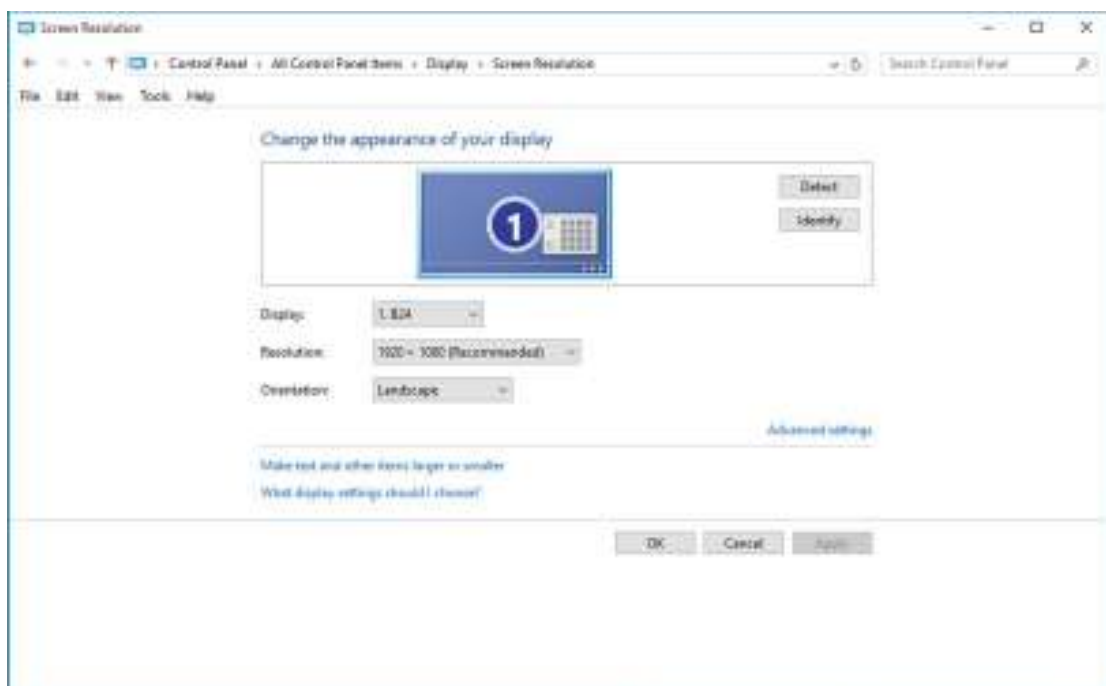 Screen Resolution
Control Panel › All Control Panel Items › Display › Screen Resolution
Search Control Panel
File Edit View Tools Help
Change the appearance of your display
1
Detect
Identify
Display: 1. B24
Resolution: 1920 × 1080 (Recommended)
Orientation: Landscape
Advanced settings
Make text and other items larger or smaller
What display settings should I choose?
OK Cancel Apply